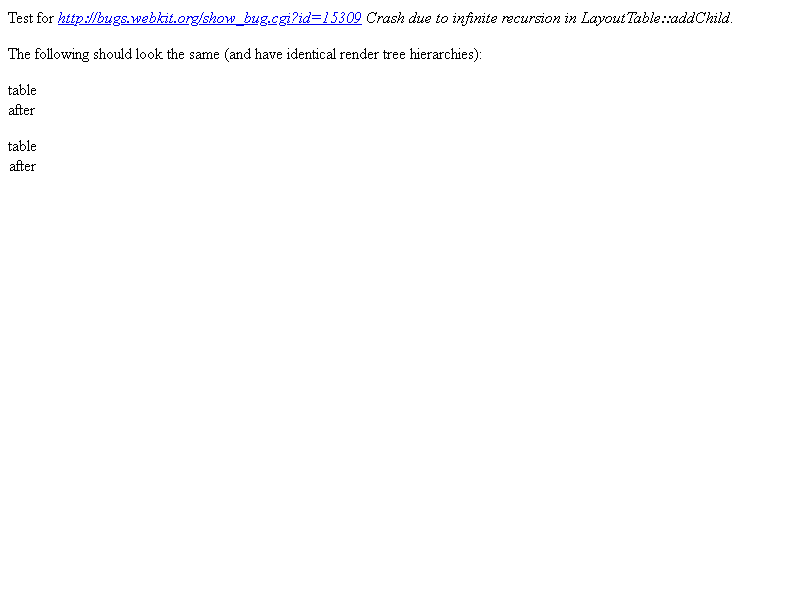 Test for http://bugs.webkit.org/show_bug.cgi?id=15309 Crash due to infinite recursion in LayoutTable::addChild.
The following should look the same (and have identical render tree hierarchies):
table
after
table
after